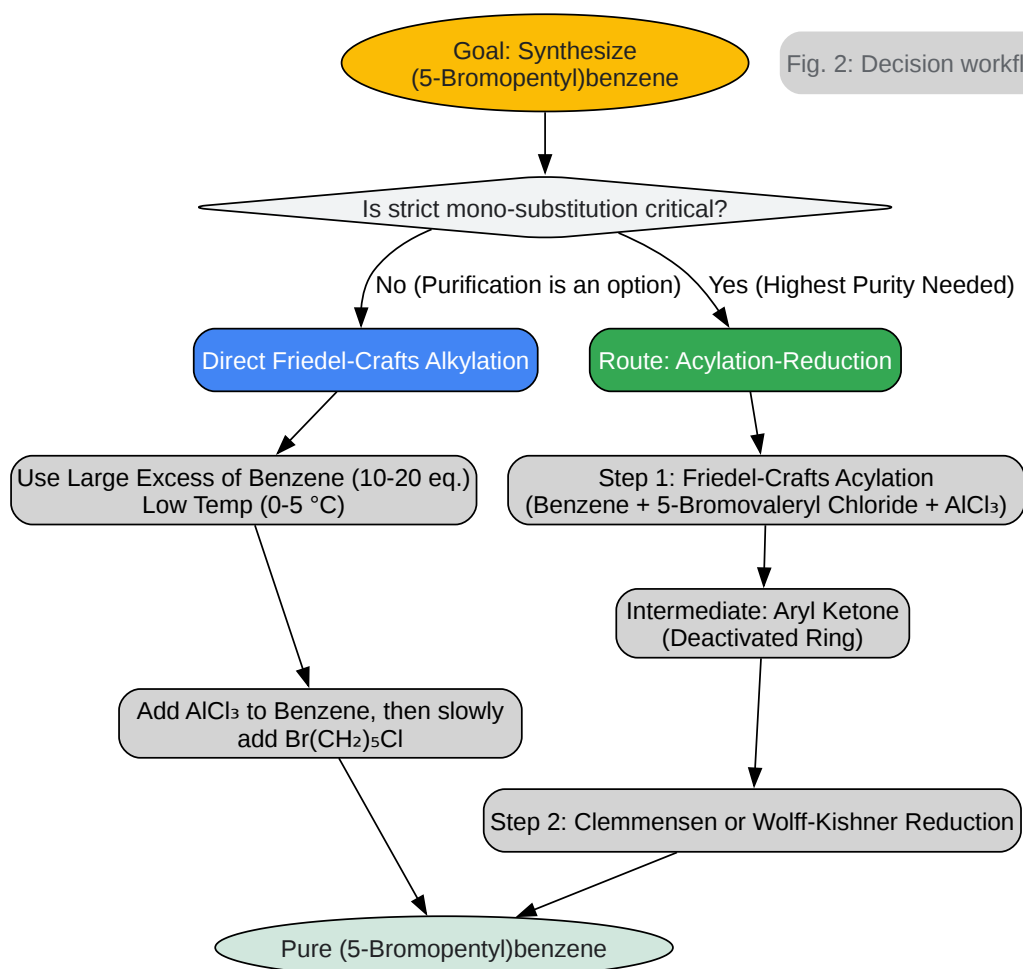 Goal: Synthesize
(5-Bromopentyl)benzene
Fig. 2: Decision
Is strict mono-substitution critical?
No (Purification is an option)
Yes (Highest Purity Needed)
Direct Friedel-Crafts Alkylation
Route: Acylation-Reduction
Use Large Excess of Benzene (10-20 eq.)
Low Temp (0-5 °C)
Step 1: Friedel-Crafts Acylation
(Benzene + 5-Bromovaleryl Chloride + AlCl₃)
Intermediate: Aryl Ketone
(Deactivated Ring)
Add AlCl₃ to Benzene, then slowly
add Br(CH₂)₅Cl
Step 2: Clemmensen or Wolff-Kishner Reduction
Pure (5-Bromopentyl)benzene